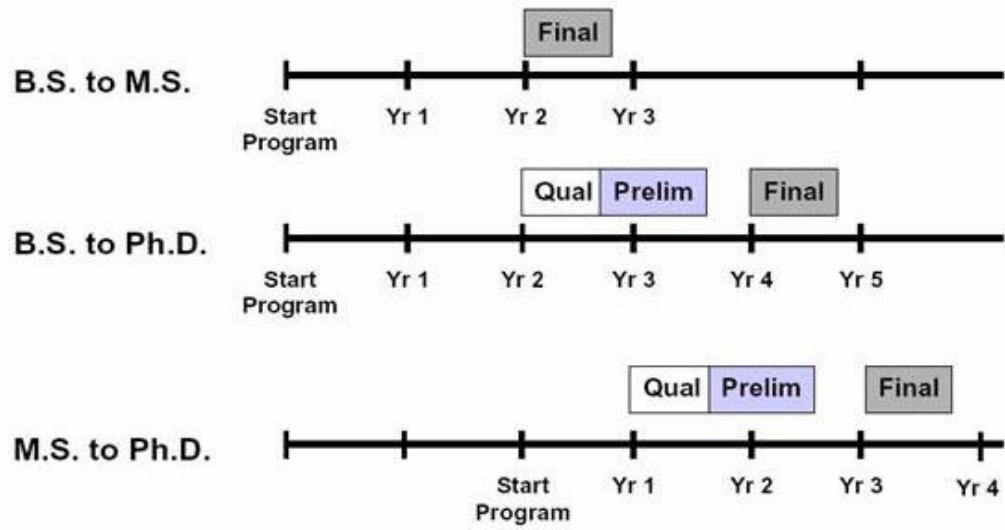 Final
B.S. to M.S.
Start Program
Yr 1
Yr 2
Yr 3
Qual
Prelim
Final
B.S. to Ph.D.
Start Program
Yr 1
Yr 2
Yr 3
Yr 4
Yr 5
Qual
Prelim
Final
M.S. to Ph.D.
Start Program
Yr 1
Yr 2
Yr 3
Yr 4